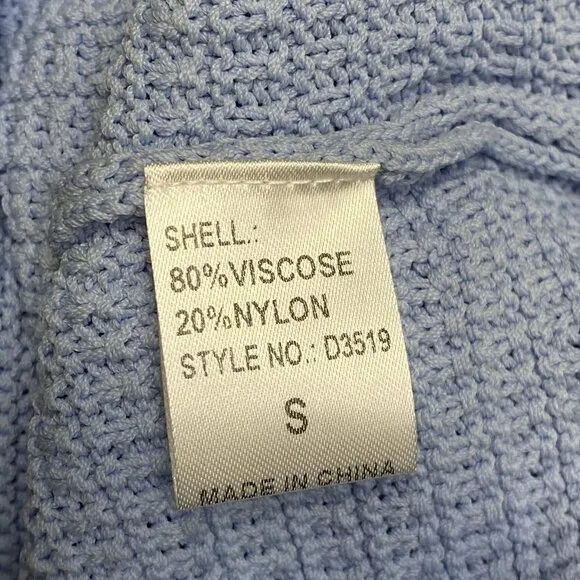 SHELL.:
80%VISCOSE
20%NYLON
STYLE NO.: D3519
S
MADE IN CHINA